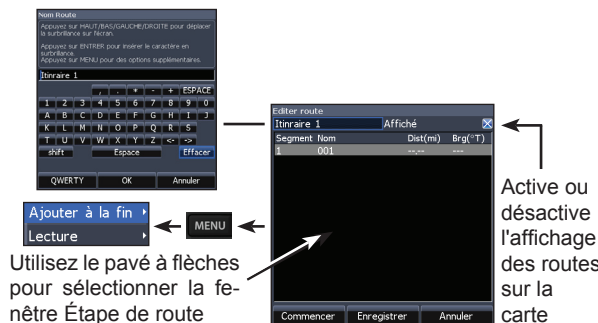 Nom Route
Appuyez sur HAUT/BAS/GAUCHE/DROITE pour déplacer
la surbrillance sur l'écran.
Appuyez sur ENTRER pour insérer le caractère en
surbrillance.
Appuyez sur MENU pour des options supplémentaires.
Itinraire 1
, . * - + ESPACE
1 2 3 4 5 6 7 8 9 0
A B C D E F G H I J
K L M N O P Q R S
T U V W X Y Z <- ->
shift Espace Effacer
QWERTY OK Annuler
Editer route
Itinraire 1 Affiché
Segment Nom Dist(mi) Brg(°T)
1 001 --.-- ---
Commencer Enregistrer Annuler
Ajouter à la fin
Lecture
MENU
Utilisez le pavé à flèches
pour sélectionner la fe-
nêtre Étape de route
Active ou
désactive
l'affichage
des routes
sur la
carte